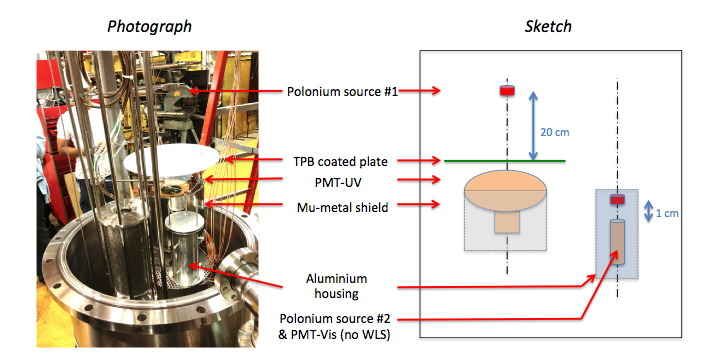 Photograph
Sketch
Polonium source #1
20 cm
TPB coated plate
PMT-UV
Mu-metal shield
1 cm
Aluminium
housing
Polonium source #2
& PMT-Vis (no WLS)